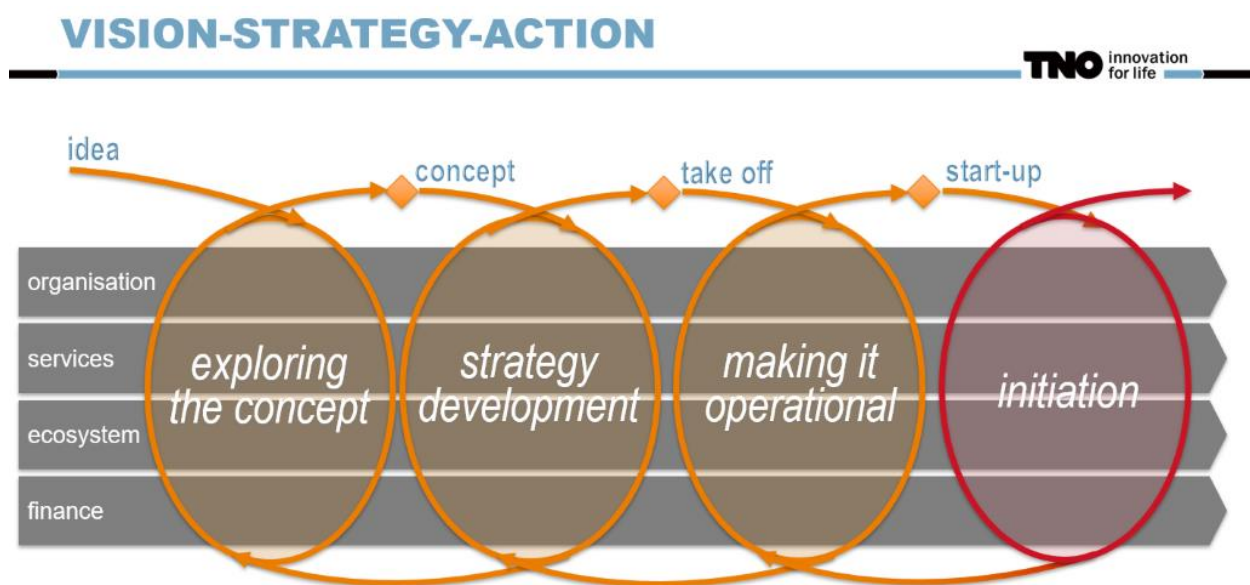 VISION-STRATEGY-ACTION
TNO innovation
for life
idea
concept
take off
start-up
organisation
services
ecosystem
finance
exploring
the concept
strategy
development
making it
operational
initiation